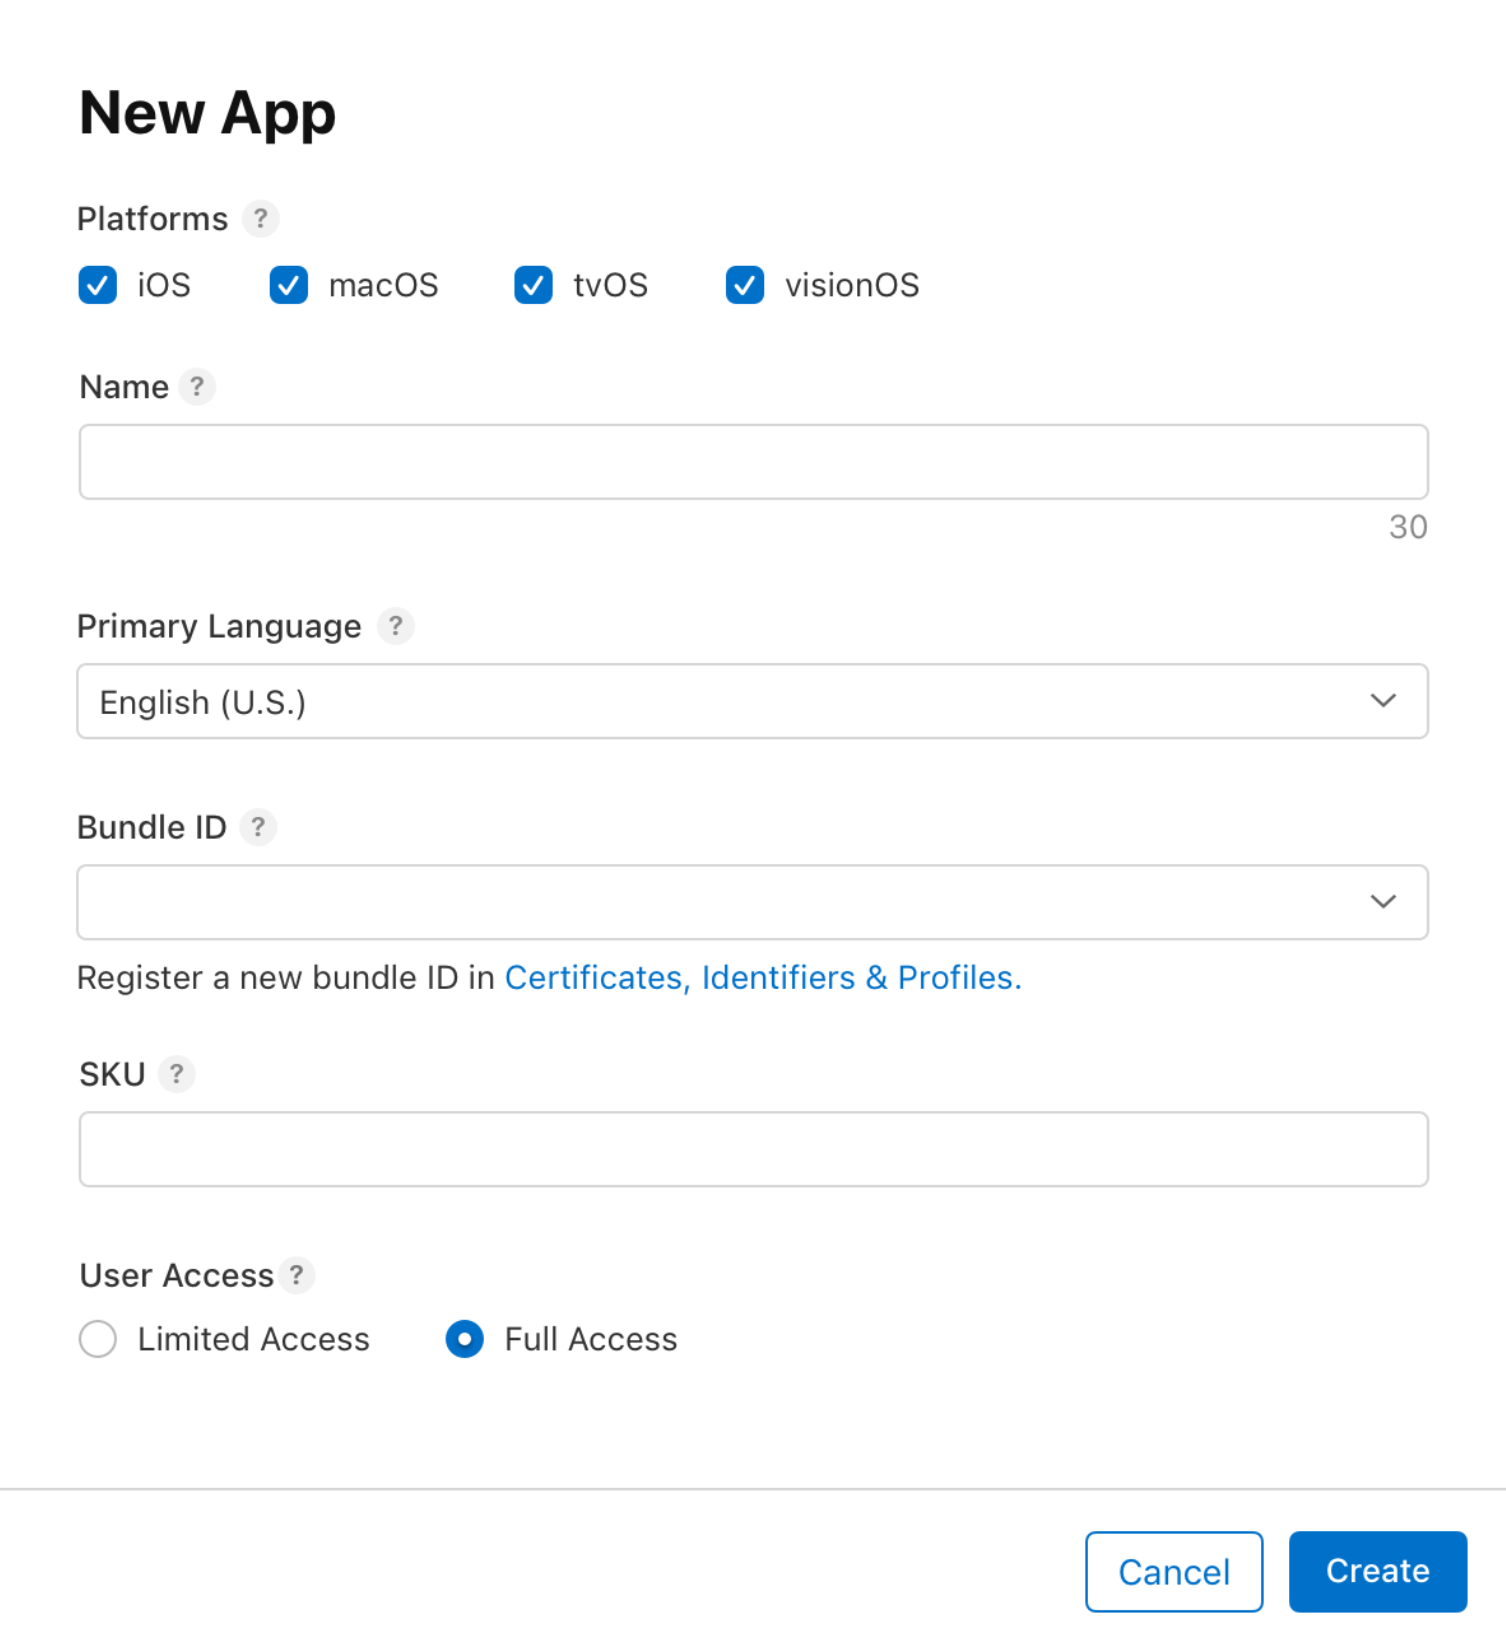 New App
Platforms ?
iOS macOS tvOS visionOS
Name ?
30
Primary Language ?
English (U.S.)
Bundle ID ?
Register a new bundle ID in Certificates, Identifiers & Profiles.
SKU ?
User Access ?
Limited Access Full Access
Cancel Create